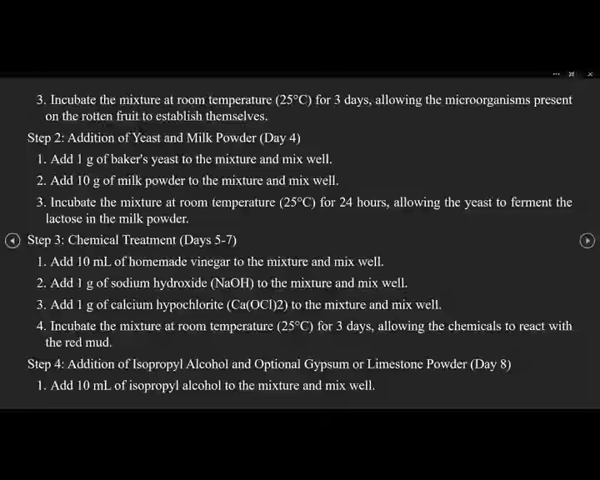 3. Incubate the mixture at room temperature (25°C) for 3 days, allowing the microorganisms present
on the rotten fruit to establish themselves.
Step 2: Addition of Yeast and Milk Powder (Day 4)
1. Add 1 g of baker's yeast to the mixture and mix well.
2. Add 10 g of milk powder to the mixture and mix well.
3. Incubate the mixture at room temperature (25°C) for 24 hours, allowing the yeast to ferment the
lactose in the milk powder.
Step 3: Chemical Treatment (Days 5-7)
1. Add 10 mL of homemade vinegar to the mixture and mix well.
2. Add 1 g of sodium hydroxide (NaOH) to the mixture and mix well.
3. Add 1 g of calcium hypochlorite (Ca(OCl)2) to the mixture and mix well.
4. Incubate the mixture at room temperature (25°C) for 3 days, allowing the chemicals to react with
the red mud.
Step 4: Addition of Isopropyl Alcohol and Optional Gypsum or Limestone Powder (Day 8)
1. Add 10 mL of isopropyl alcohol to the mixture and mix well.